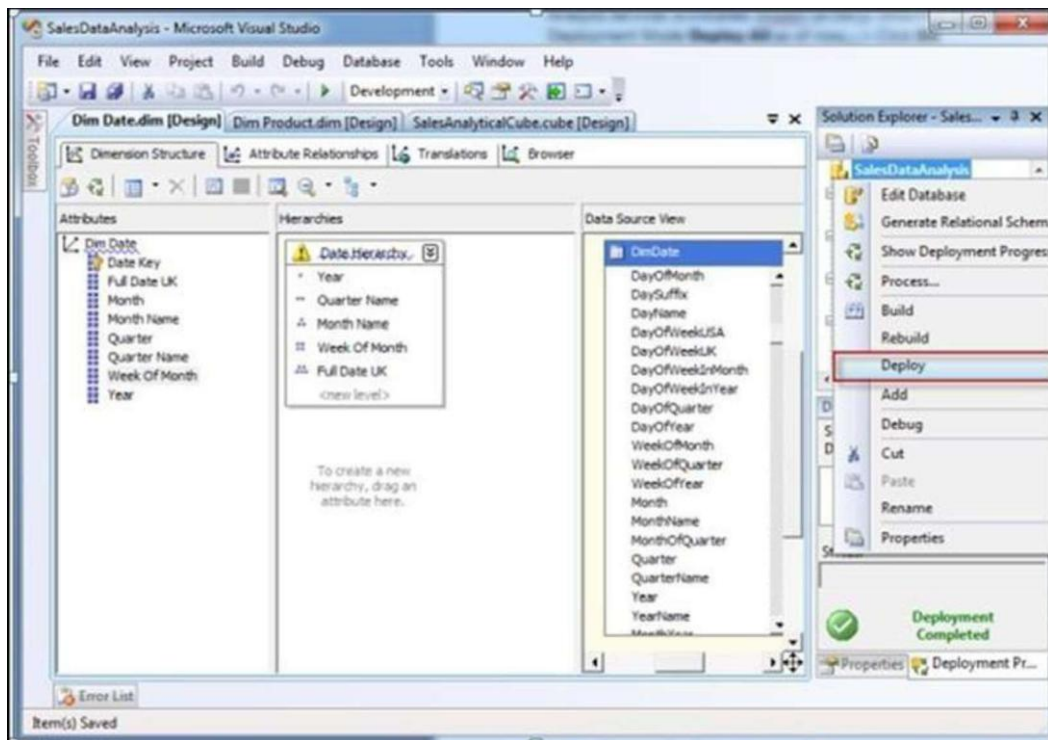 SalesDataAnalysis - Microsoft Visual Studio
File Edit View Project Build Debug Database Tools Window Help
Development
Toolbox
Dim Date.dim [Design] Dim Product.dim [Design] SalesAnalyticalCube.cube [Design]
Dimension Structure Attribute Relationships Translations Browser
Attributes
Dim Date
Date Key
Full Date UK
Month
Month Name
Quarter
Quarter Name
Week Of Month
Year
Hierarchies
Date Hierarchy
Year
Quarter Name
Month Name
Week Of Month
Full Date UK
<new level>
To create a new
hierarchy, drag an
attribute here.
Data Source View
DimDate
DayOfMonth
DaySuffix
DayName
DayOfWeekUSA
DayOfWeekUK
DayOfWeekInMonth
DayOfWeekInYear
DayOfQuarter
DayOfYear
WeekOfMonth
WeekOfQuarter
WeekOfYear
Month
MonthName
MonthOfQuarter
Quarter
QuarterName
Year
YearName
MonthYear
Solution Explorer - Sales...
SalesDataAnalysis
Edit Database
Generate Relational Schem
Show Deployment Progres
Process...
Build
Rebuild
Deploy
Add
Debug
Cut
Paste
Rename
Properties
Deployment
Completed
Properties Deployment Pr...
Error List
Item(s) Saved